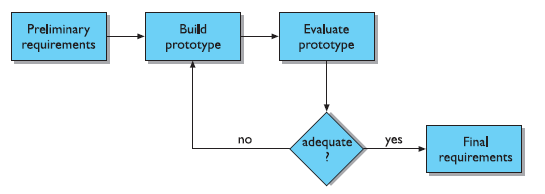 Preliminary
requirements
Build
prototype
Evaluate
prototype
adequate
?
no
yes
Final
requirements